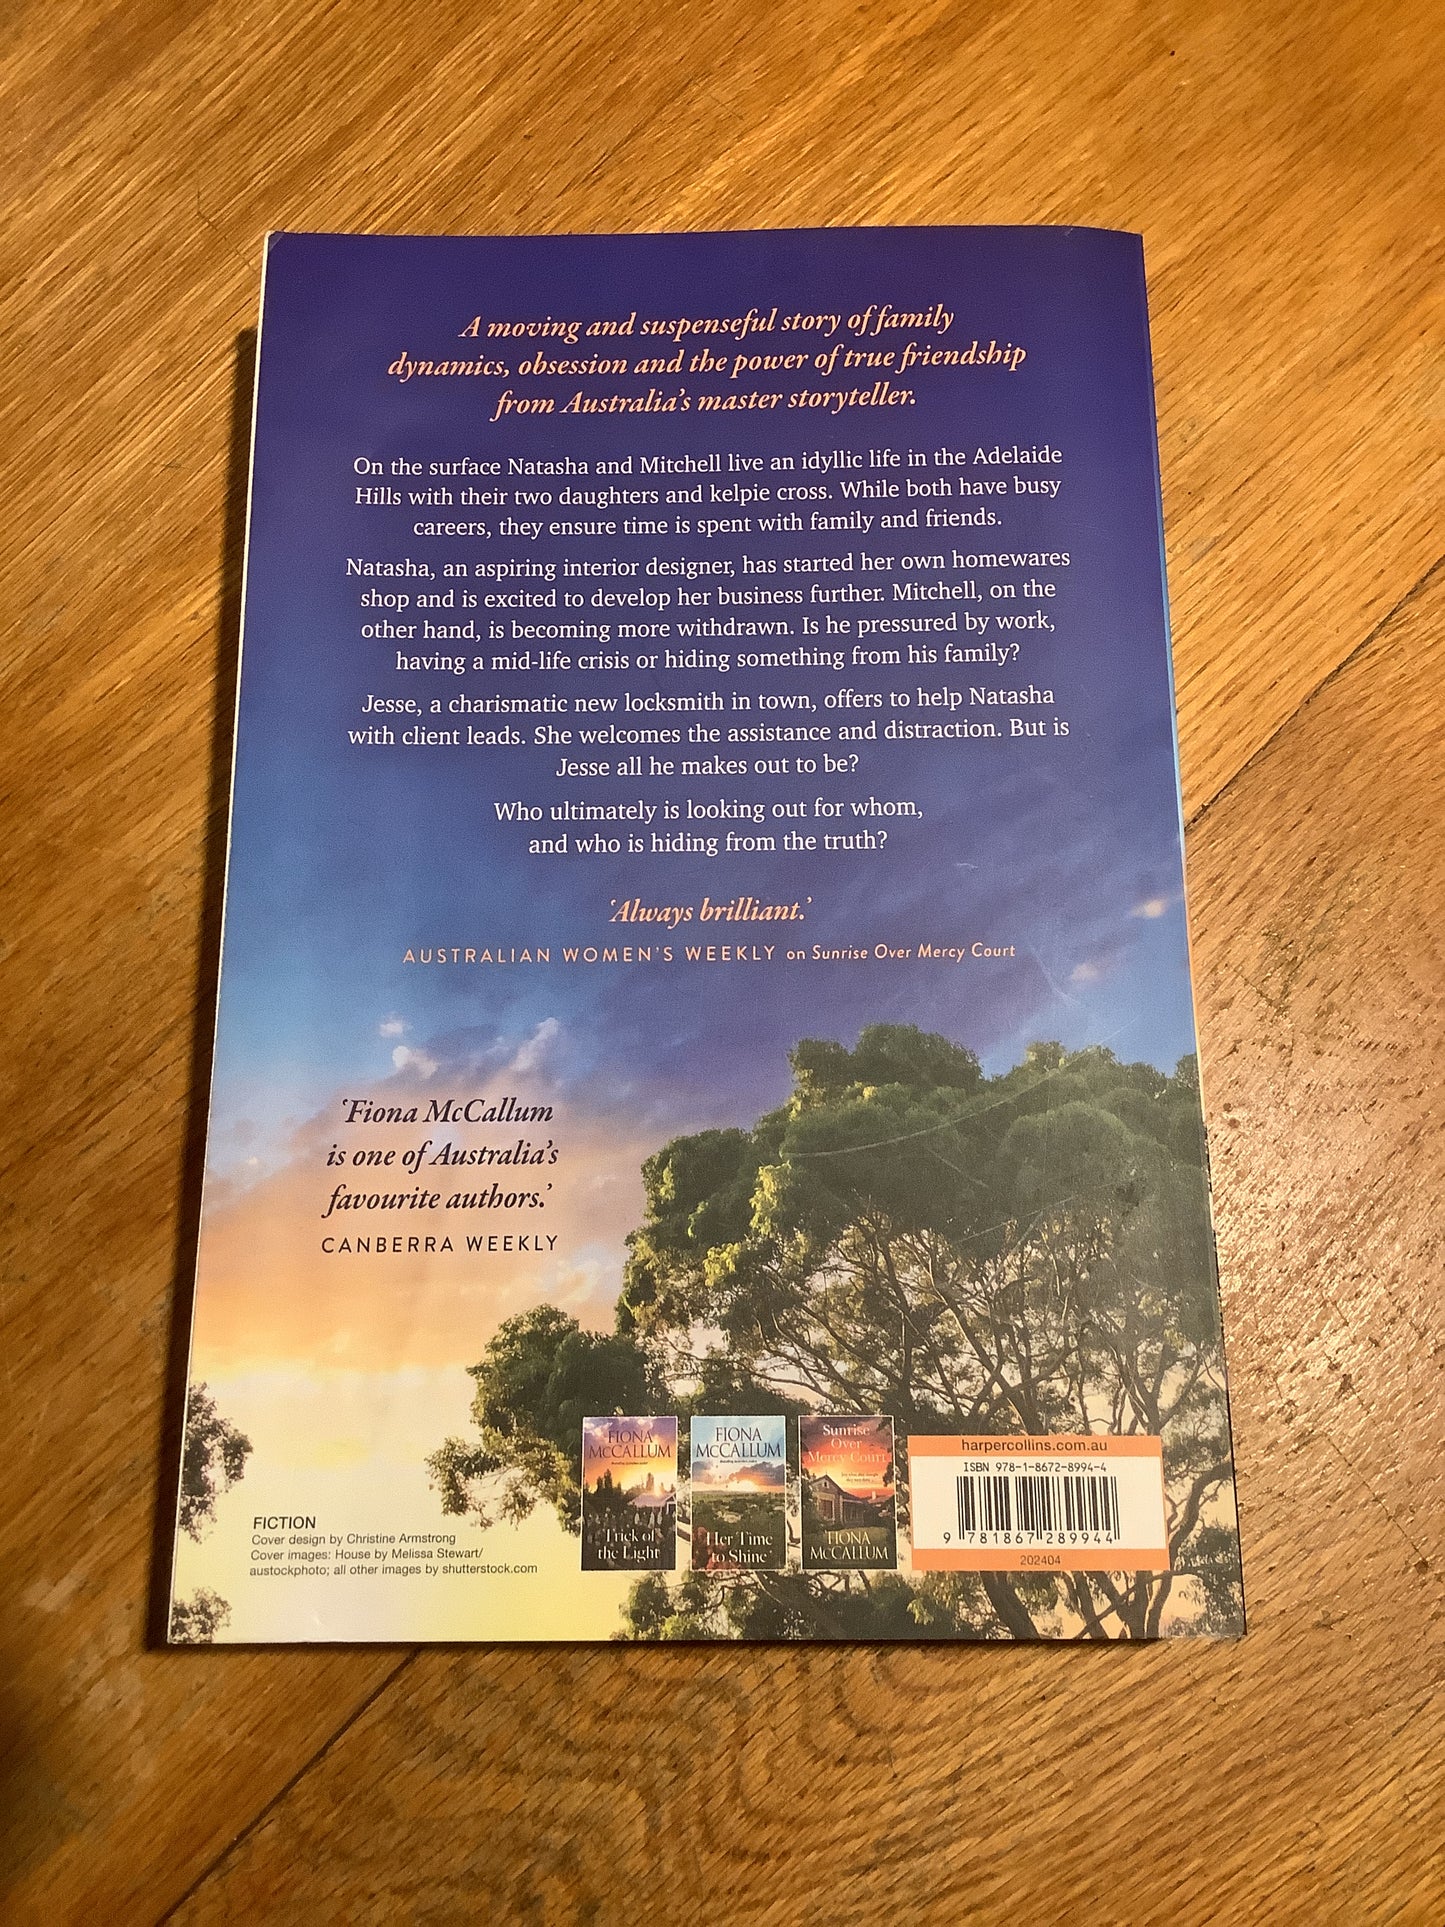 A moving and suspenseful story of family
dynamics, obsession and the power of true friendship
from Australia's master storyteller.
On the surface Natasha and Mitchell live an idyllic life in the Adelaide
Hills with their two daughters and kelpie cross. While both have busy
careers, they ensure time is spent with family and friends.
Natasha, an aspiring interior designer, has started her own homewares
shop and is excited to develop her business further. Mitchell, on the
other hand, is becoming more withdrawn. Is he pressured by work,
having a mid-life crisis or hiding something from his family?
Jesse, a charismatic new locksmith in town, offers to help Natasha
with client leads. She welcomes the assistance and distraction. But is
Jesse all he makes out to be?
Who ultimately is looking out for whom,
and who is hiding from the truth?
'Always brilliant.'
AUSTRALIAN WOMEN'S WEEKLY on Sunrise Over Mercy Court
'Fiona McCallum
is one of Australia's
favourite authors.'
CANBERRA WEEKLY
FICTION
Cover design by Christine Armstrong
Cover images: House by Melissa Stewart/
austockphoto; all other images by shutterstock.com
FIONA
McCALLUM
Trick of
the Light
FIONA
McCALLUM
Her Time
to Shine
Sunrise
Over
Mercy Court
FIONA
McCALLUM
harpercollins.com.au
ISBN 978-1-8672-8994-4
9 781867 289944
202404